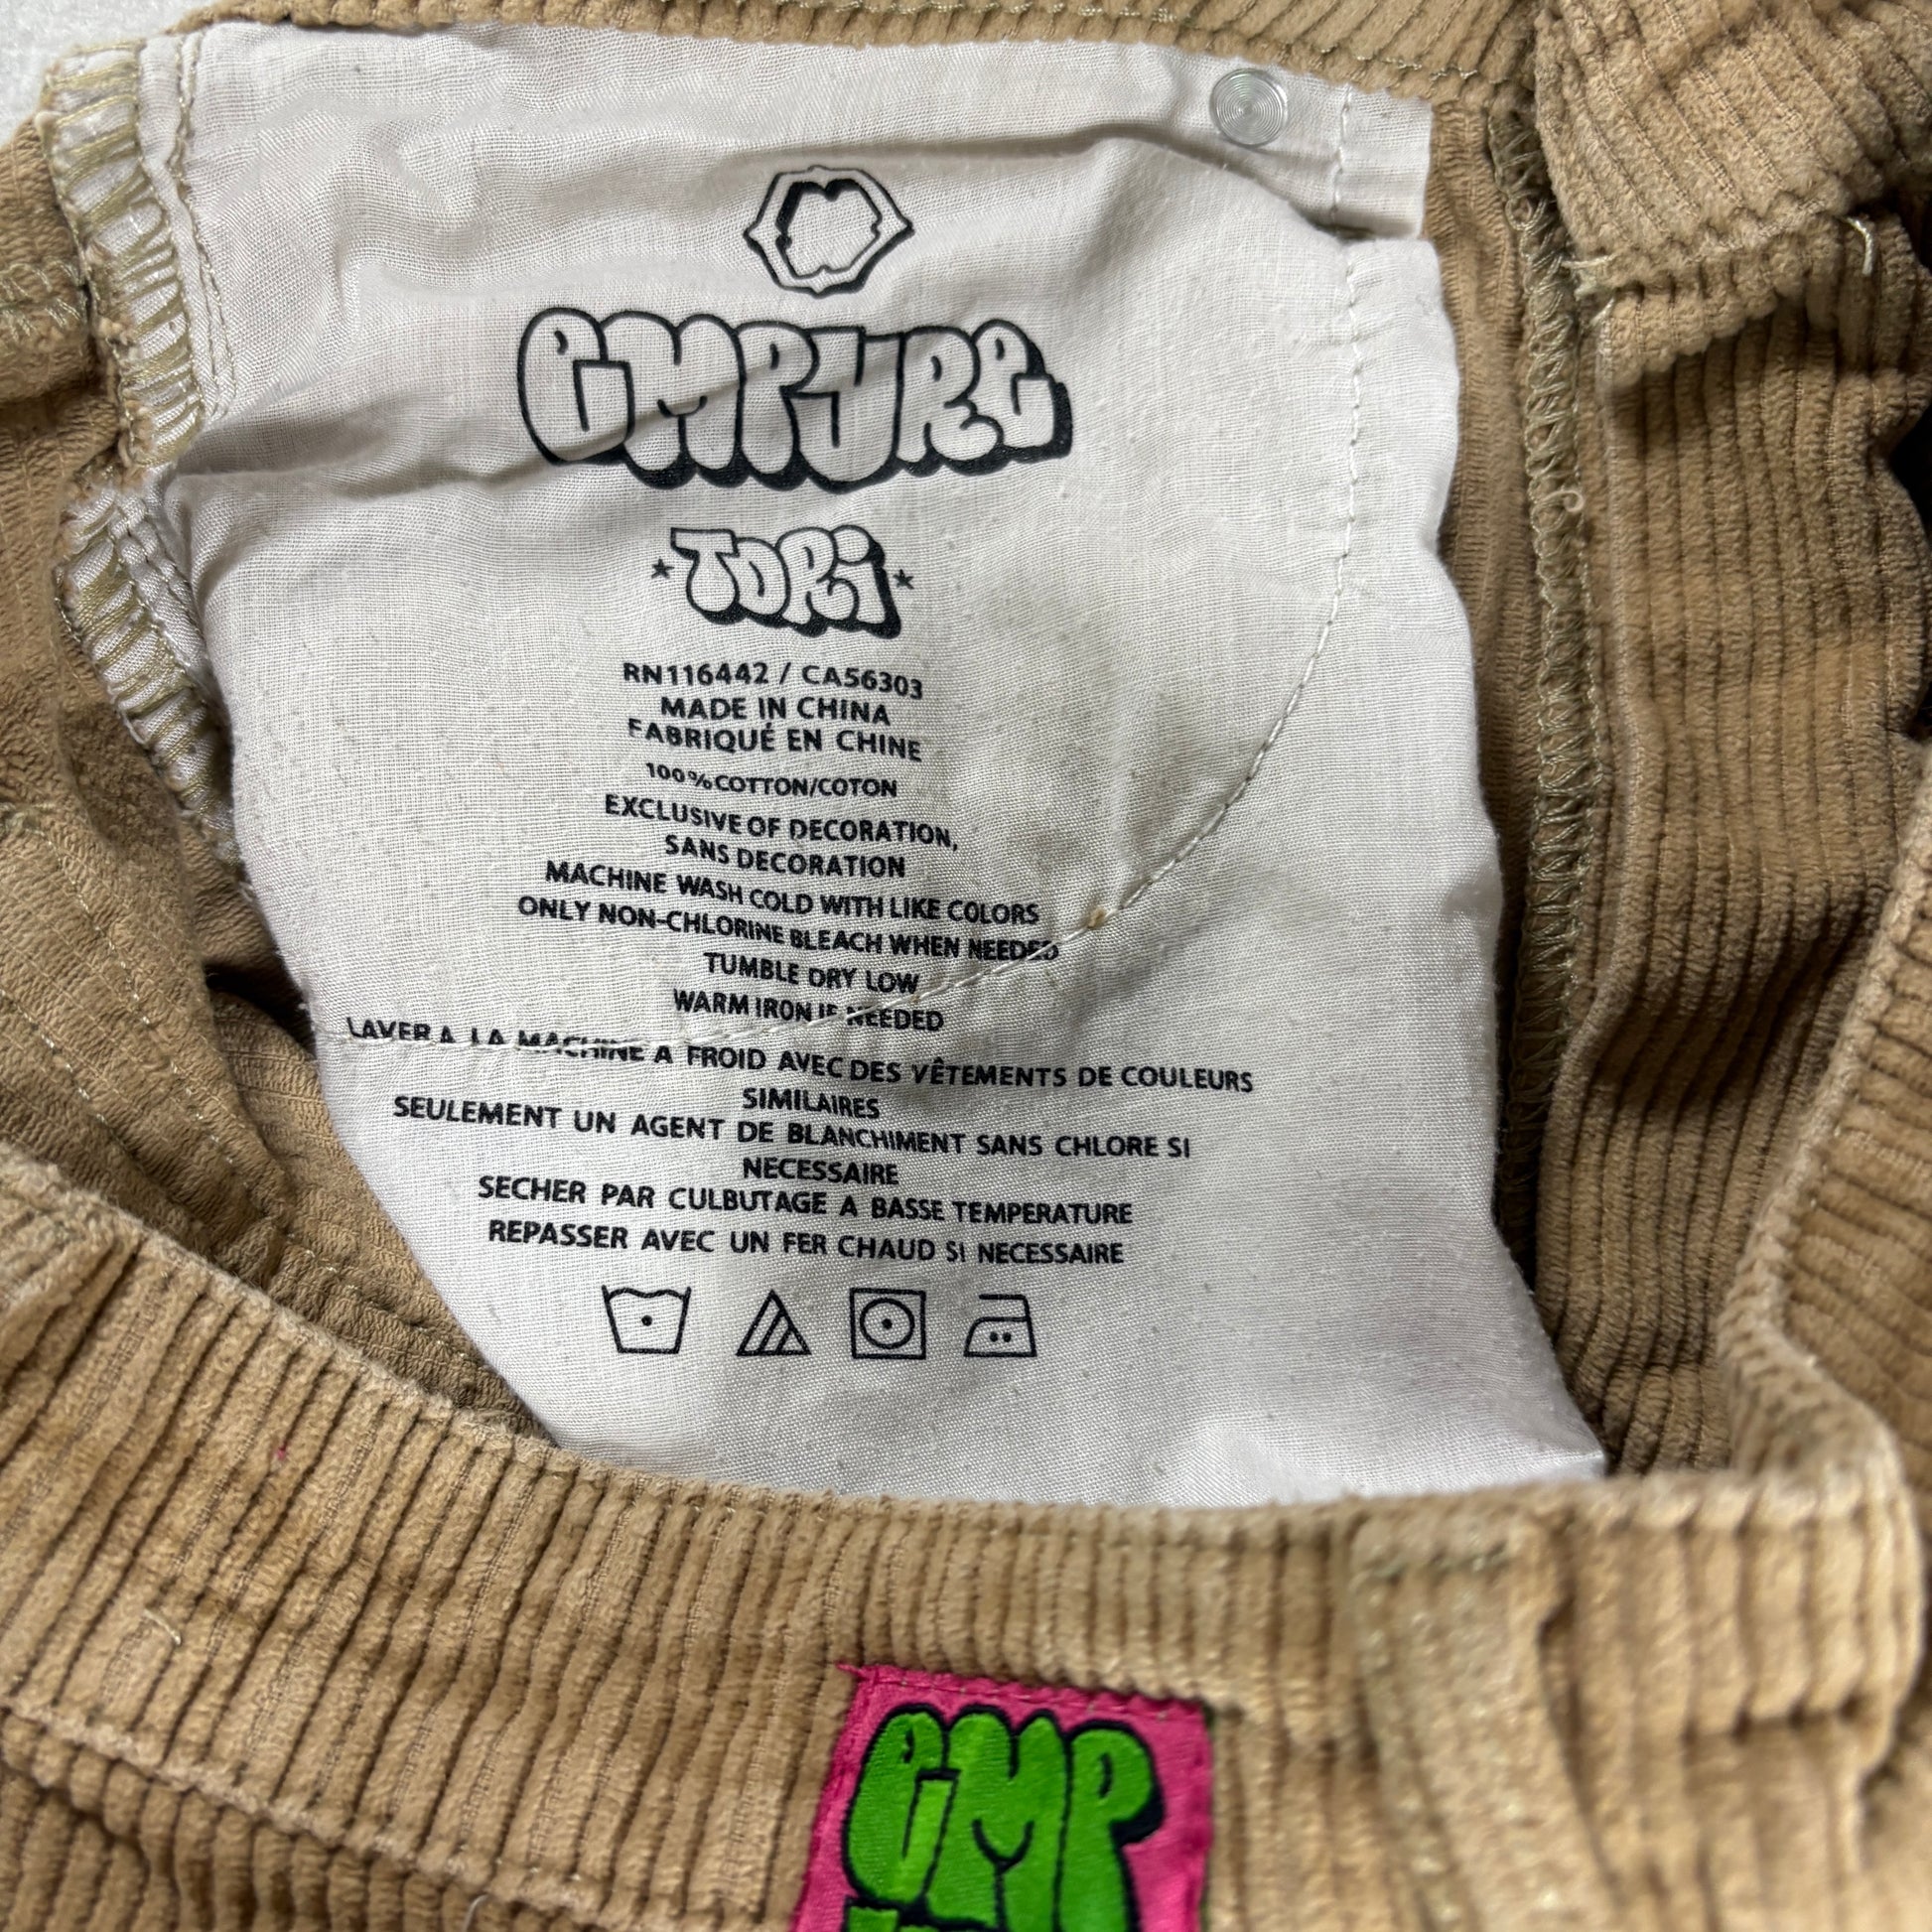 EMPYRE
TORi
RN116442 / CA56303
MADE IN CHINA
FABRIQUÉ EN CHINE
100%COTTON/COTON
EXCLUSIVE OF DECORATION,
SANS DECORATION
MACHINE WASH COLD WITH LIKE COLORS
ONLY NON-CHLORINE BLEACH WHEN NEEDED
TUMBLE DRY LOW
WARM IRON IF NEEDED
LAVER A LA MACHINE A FROID AVEC DES VÊTEMENTS DE COULEURS
SIMILAIRES
SEULEMENT UN AGENT DE BLANCHIMENT SANS CHLORE SI
NECESSAIRE
SECHER PAR CULBUTAGE A BASSE TEMPERATURE
REPASSER AVEC UN FER CHAUD SI NECESSAIRE
EMP